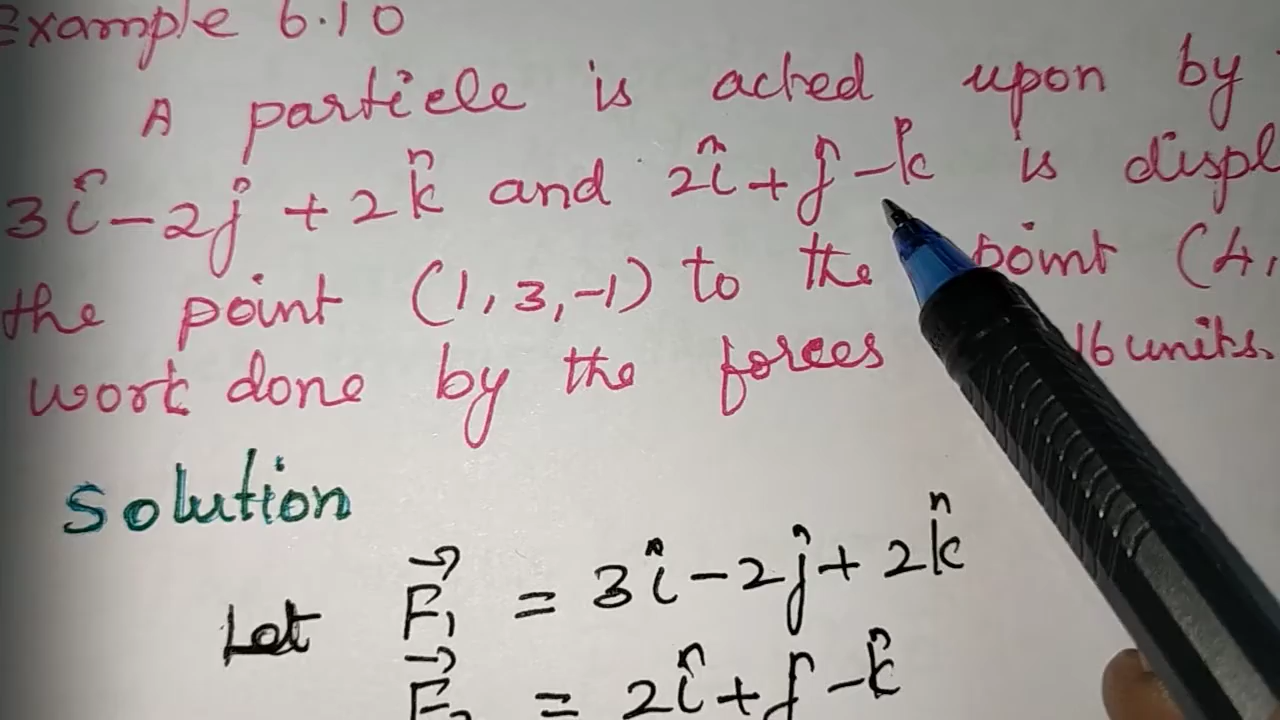 Example 6.10
A particle is acted upon by
3î - 2ĵ + 2k̂ and 2î + ĵ - k̂ is displ
the point (1, 3, -1) to the point (4,
work done by the forces 16 units.
Solution
Let F⃗₁ = 3î - 2ĵ + 2k̂
F⃗₂ = 2î + ĵ - k̂